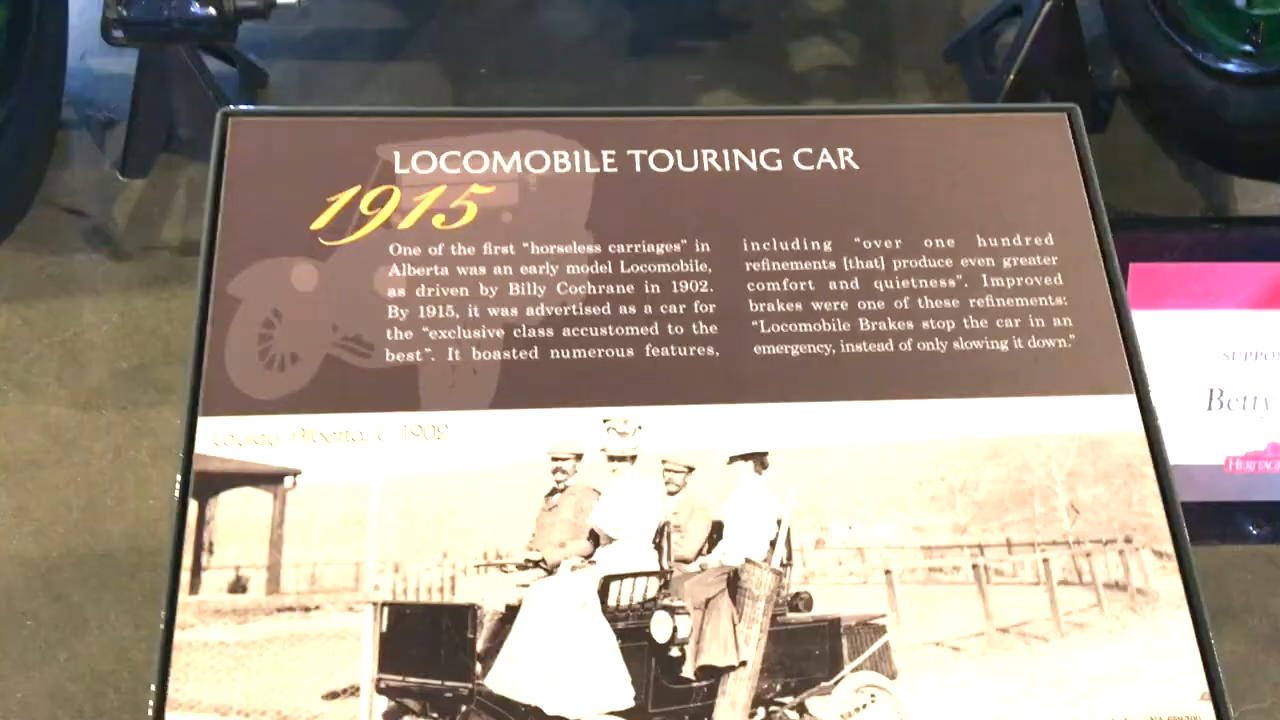 LOCOMOBILE TOURING CAR
1915
One of the first "horseless carriages" in
Alberta was an early model Locomobile,
as driven by Billy Cochrane in 1902.
By 1915, it was advertised as a car for
the "exclusive class accustomed to the
best". It boasted numerous features,
including "over one hundred
refinements [that] produce even greater
comfort and quietness". Improved
brakes were one of these refinements:
"Locomobile Brakes stop the car in an
emergency, instead of only slowing it down."
Alberta, c. 1902
Betty